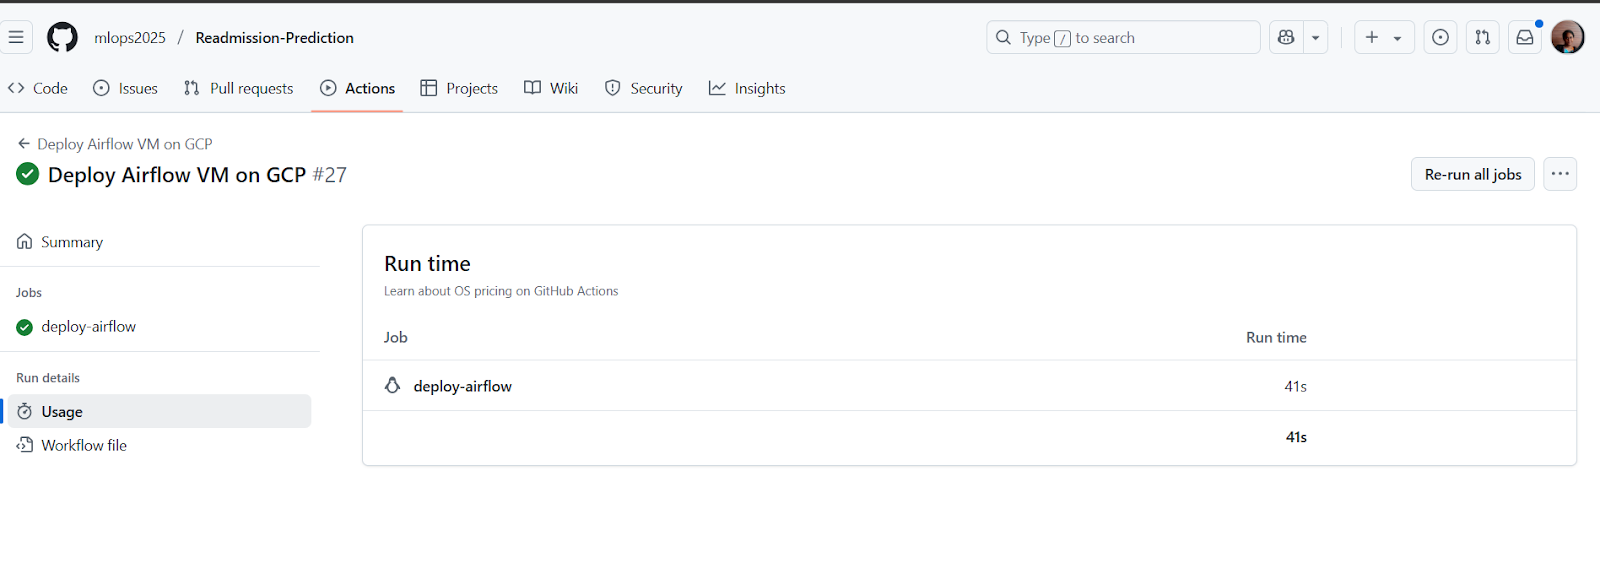 mlops2025 / Readmission-Prediction
Type / to search
Code Issues Pull requests Actions Projects Wiki Security Insights
Deploy Airflow VM on GCP
Deploy Airflow VM on GCP #27
Re-run all jobs
Summary
Jobs
deploy-airflow
Run details
Usage
Workflow file
Run time
Learn about OS pricing on GitHub Actions
Job Run time
deploy-airflow 41s
41s